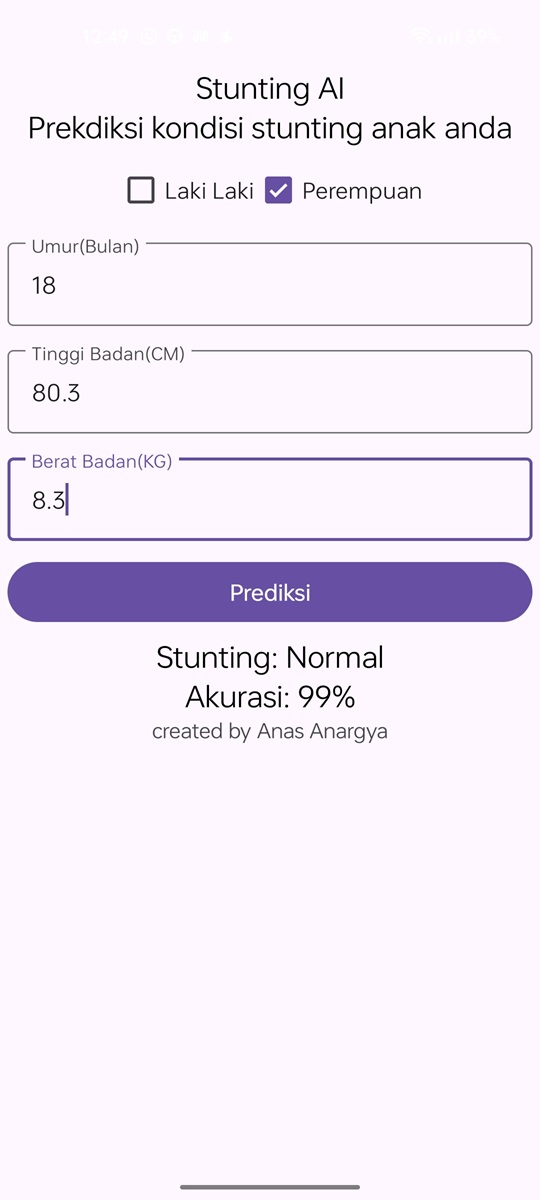 12:49
Stunting AI
Prekdiksi kondisi stunting anak anda
Laki Laki Perempuan
Umur(Bulan)
18
Tinggi Badan(CM)
80.3
Berat Badan(KG)
8.3
Prediksi
Stunting: Normal
Akurasi: 99%
created by Anas Anargya